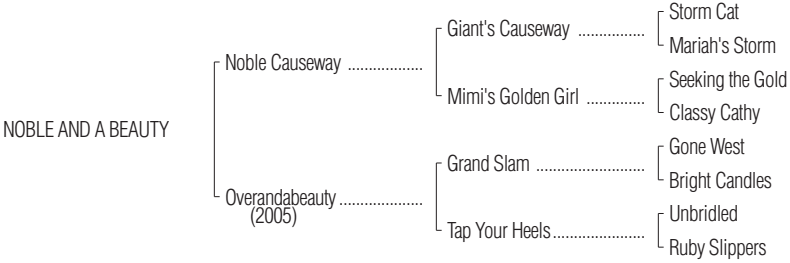 Storm Cat
Giant's Causeway ................
Mariah's Storm
Noble Causeway ..................
Seeking the Gold
Mimi's Golden Girl ..............
Classy Cathy
NOBLE AND A BEAUTY
Gone West
Grand Slam ..........................
Bright Candles
Overandabeauty ....................
(2005)
Unbridled
Tap Your Heels......................
Ruby Slippers